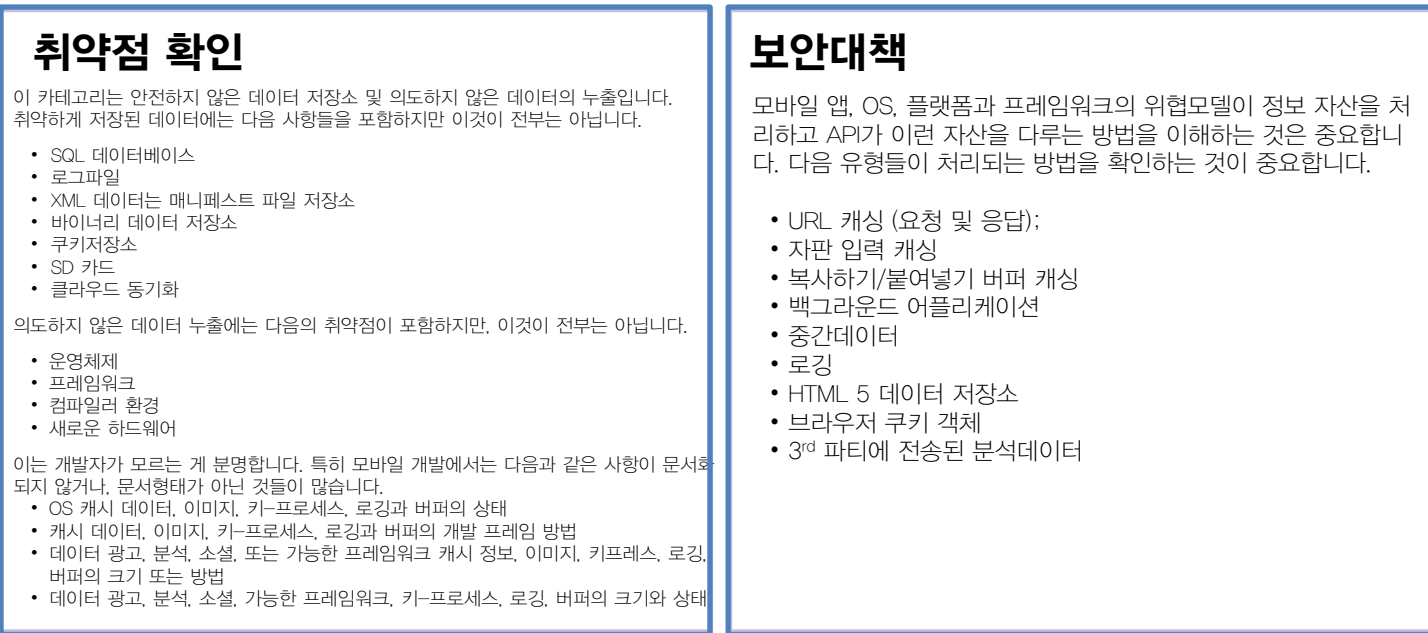 취약점 확인
이 카테고리는 안전하지 않은 데이터 저장소 및 의도하지 않은 데이터의 누출입니다.
취약하게 저장된 데이터에는 다음 사항들을 포함하지만 이것이 전부는 아닙니다.
• SQL 데이터베이스
• 로그파일
• XML 데이터는 매니페스트 파일 저장소
• 바이너리 데이터 저장소
• 쿠키저장소
• SD 카드
• 클라우드 동기화
의도하지 않은 데이터 누출에는 다음의 취약점이 포함하지만, 이것이 전부는 아닙니다.
• 운영체제
• 프레임워크
• 컴파일러 환경
• 새로운 하드웨어
이는 개발자가 모르는 게 분명합니다. 특히 모바일 개발에서는 다음과 같은 사항이 문서화
되지 않거나, 문서형태가 아닌 것들이 많습니다.
• OS 캐시 데이터, 이미지, 키-프로세스, 로깅과 버퍼의 상태
• 캐시 데이터, 이미지, 키-프로세스, 로깅과 버퍼의 개발 프레임 방법
• 데이터 광고, 분석, 소셜, 또는 가능한 프레임워크 캐시 정보, 이미지, 키프레스, 로깅,
버퍼의 크기 또는 방법
• 데이터 광고, 분석, 소셜, 가능한 프레임워크, 키-프로세스, 로깅, 버퍼의 크기와 상태
보안대책
모바일 앱, OS, 플랫폼과 프레임워크의 위협모델이 정보 자산을 처
리하고 API가 이런 자산을 다루는 방법을 이해하는 것은 중요합니
다. 다음 유형들이 처리되는 방법을 확인하는 것이 중요합니다.
• URL 캐싱 (요청 및 응답);
• 자판 입력 캐싱
• 복사하기/붙여넣기 버퍼 캐싱
• 백그라운드 어플리케이션
• 중간데이터
• 로깅
• HTML 5 데이터 저장소
• 브라우저 쿠키 객체
• 3rd 파티에 전송된 분석데이터